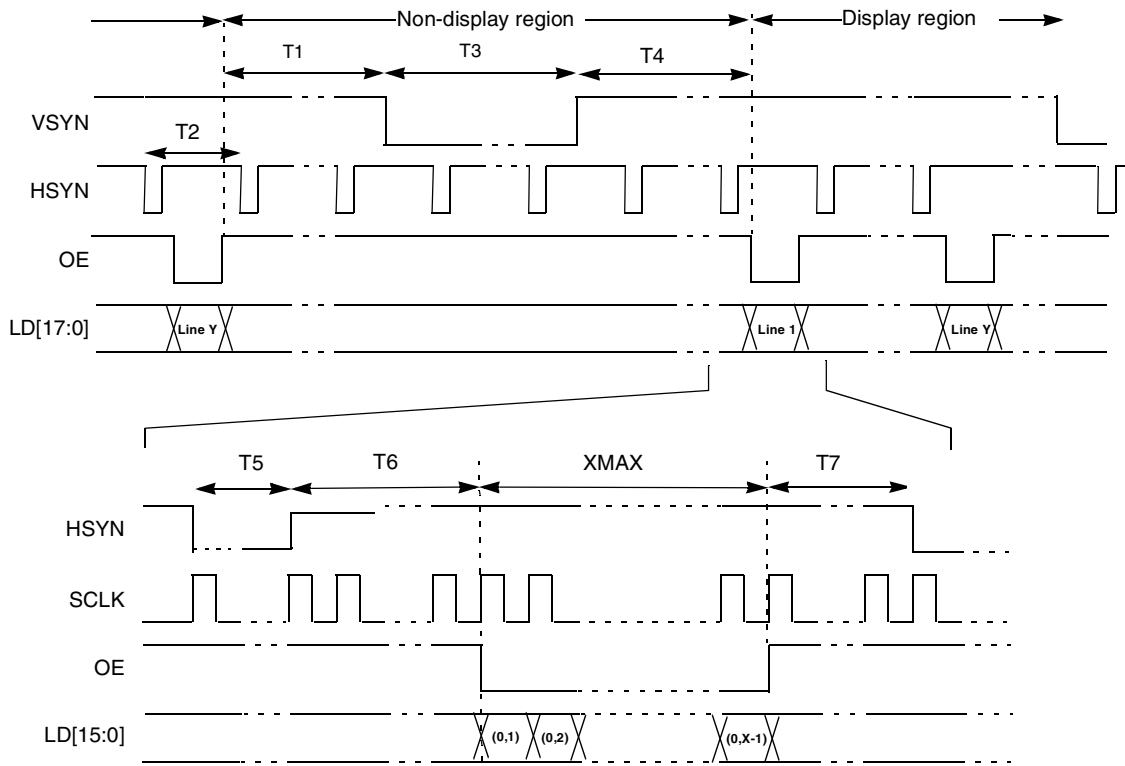 Non-display region
Display region
T1
T3
T4
VSYN
T2
HSYN
OE
LD[17:0]
Line Y
Line 1
Line Y
T5
T6
XMAX
T7
HSYN
SCLK
OE
LD[15:0]
(0,1)
(0,2)
(0,X-1)